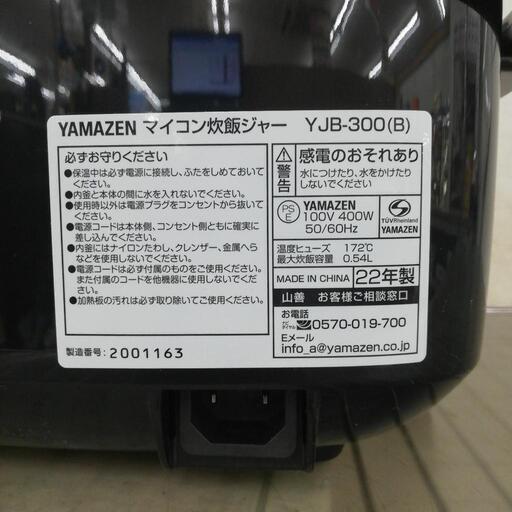 YAMAZEN マイコン炊飯ジャー YJB-300(B)
必ずお守りください
●保温中は必ず電源に接続し、ふたをしめておいて
ください。
●内釜と本体の間に水を入れないでください。
●使用時以外は電源プラグをコンセントから抜いて
ください。
●電源コードは本体側、コンセント側ともに確実に
差し込んでください。
●内釜にはナイロンたわし、クレンザー、金属へら
などを使用しないでください。
●電源コードは必ず付属のものをご使用ください。
また付属のコードを他機器に使用しないでください。
●加熱板の汚れは必ず取り除いてご使用ください。
製造番号:2001163
警告
感電のおそれあり
水につけたり、水をかけたり
しないでください
PS
E
YAMAZEN
100V 400W
50/60Hz
TÜVRheinland
YAMAZEN
温度ヒューズ 172℃
最大炊飯容量 0.54L
MADE IN CHINA 22年製
山善 お客様ご相談窓口
お電話
ナビダイヤル 0570-019-700
Eメール
info_a@yamazen.co.jp